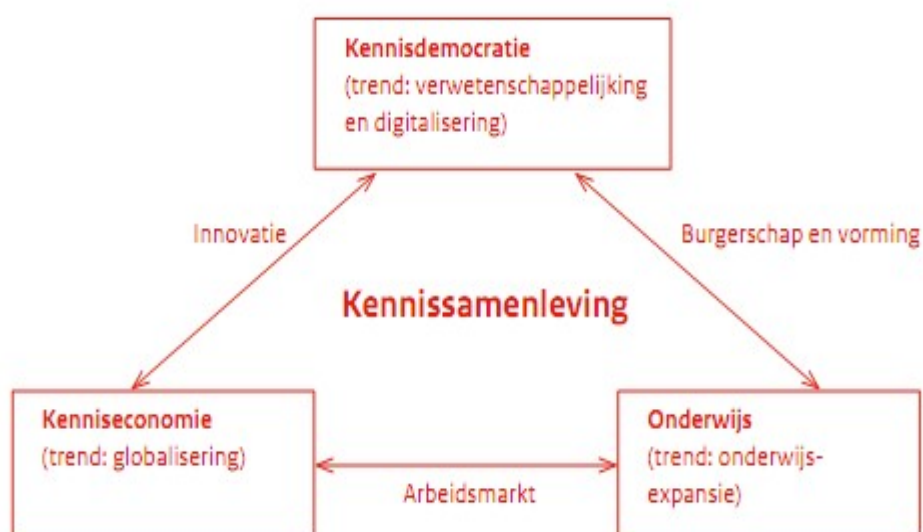 Kennisdemocratie
(trend: verwetenschappelijking
en digitalisering)
Innovatie
Burgerschap en vorming
Kennissamenleving
Kenniseconomie
(trend: globalisering)
Arbeidsmarkt
Onderwijs
(trend: onderwijs-
expansie)